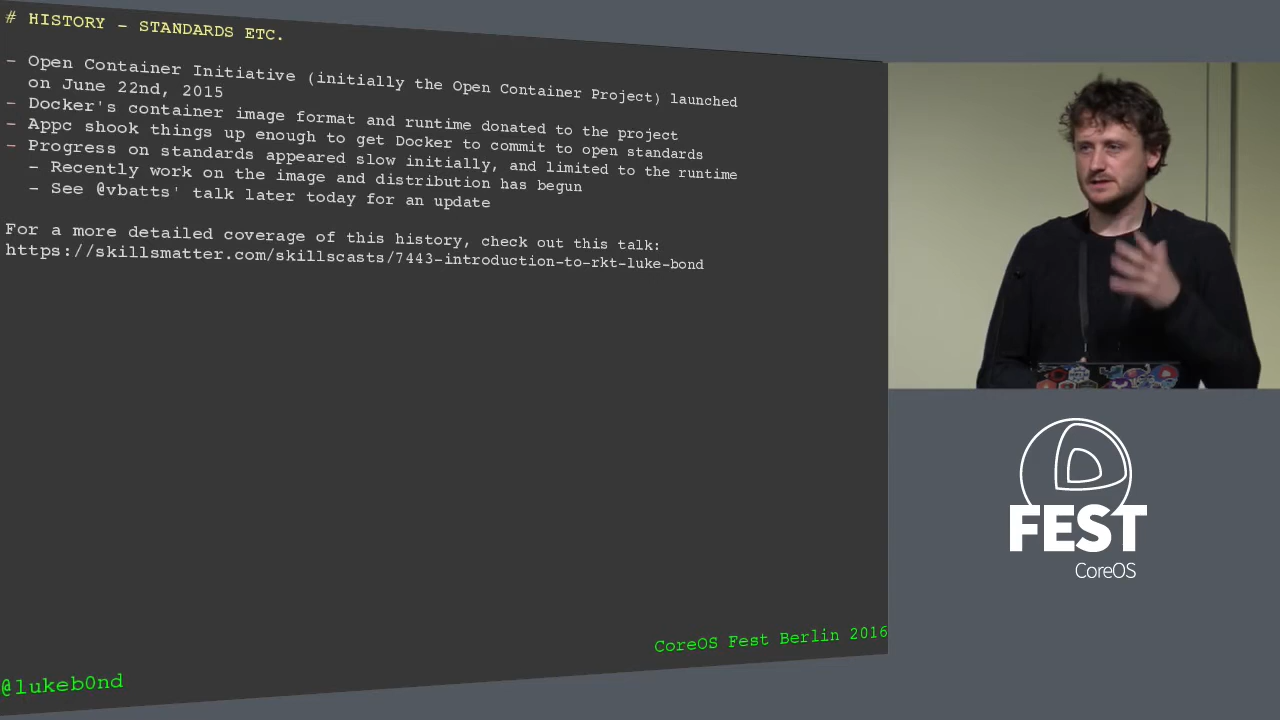 # HISTORY – STANDARDS ETC.
- Open Container Initiative (initially the Open Container Project) launched
on June 22nd, 2015
- Docker's container image format and runtime donated to the project
- Appc shook things up enough to get Docker to commit to open standards
- Progress on standards appeared slow initially, and limited to the runtime
- Recently work on the image and distribution has begun
- See @vbatts' talk later today for an update
For a more detailed coverage of this history, check out this talk:
https://skillsmatter.com/skillscasts/7443-introduction-to-rkt-luke-bond
CoreOS Fest Berlin 2016
@lukeb0nd
FEST
CoreOS